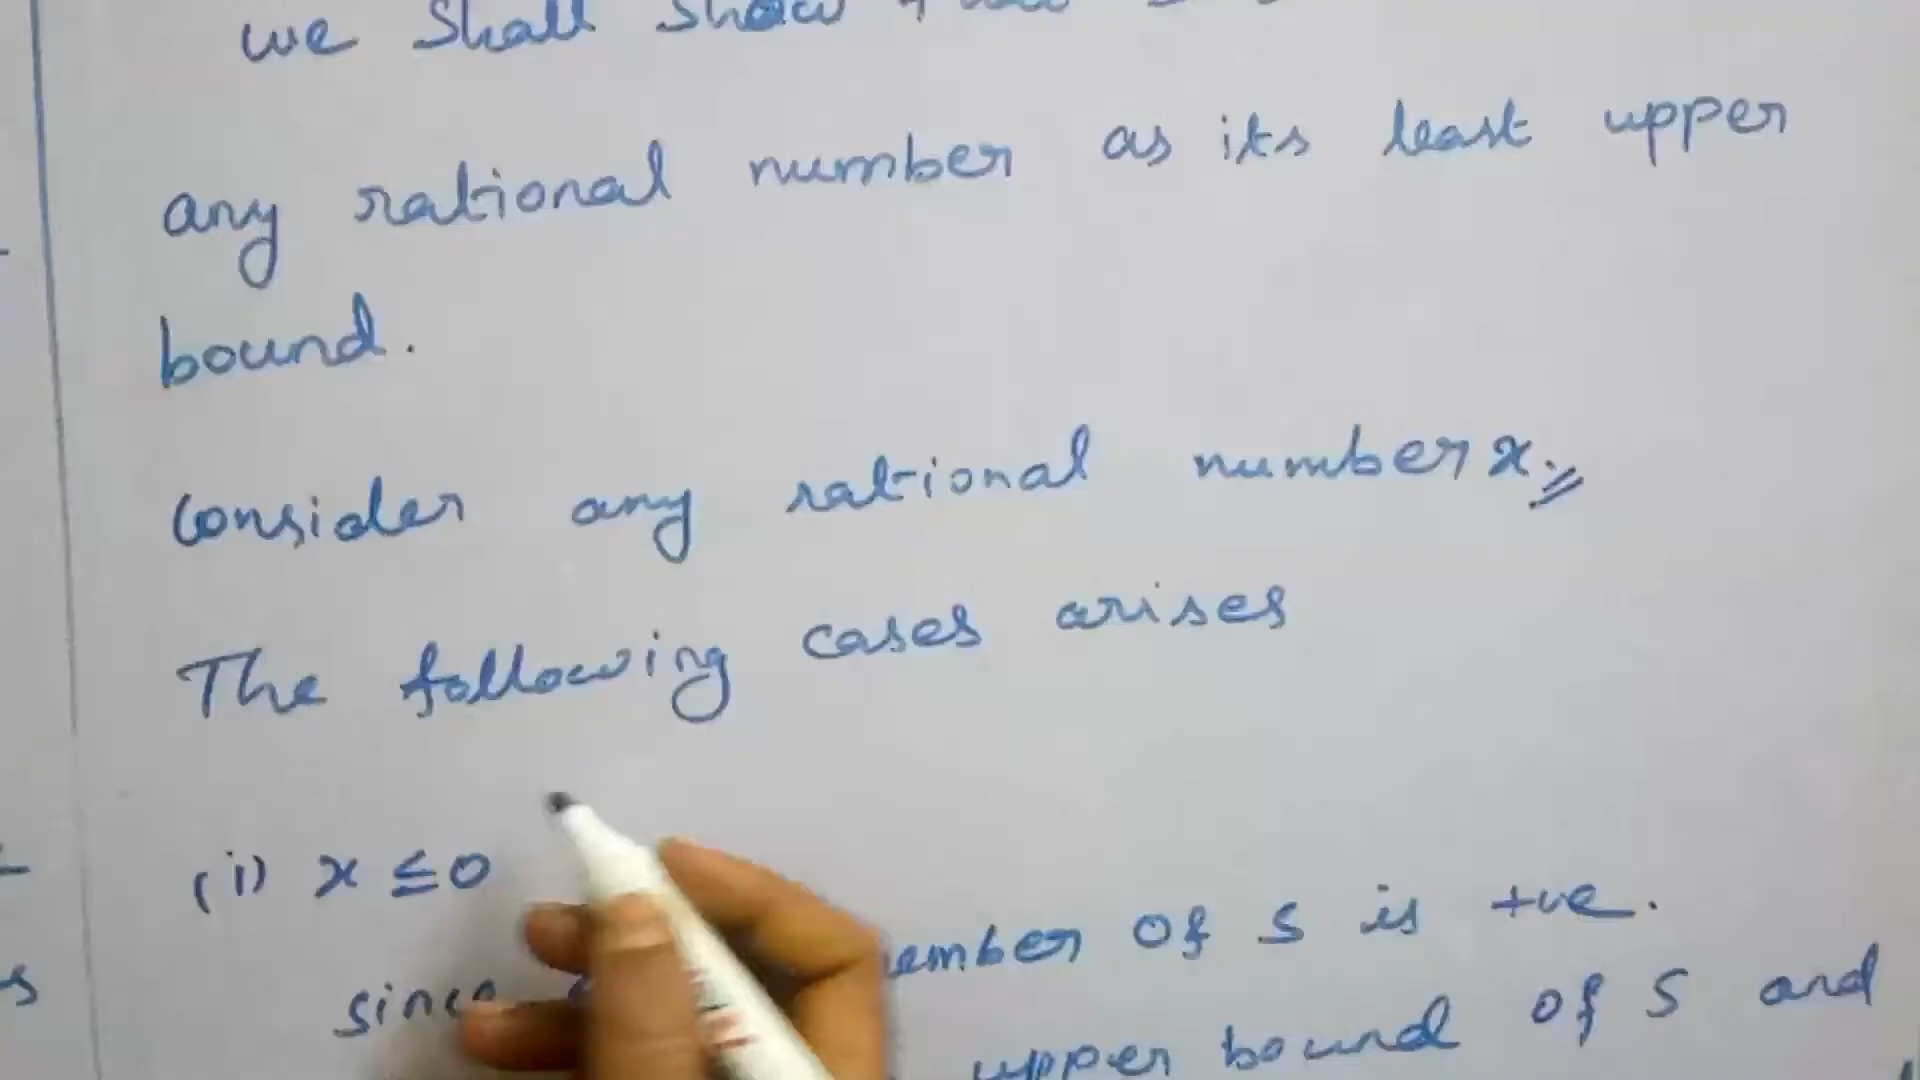 we shall show
any rational number as its least upper
bound.
consider any rational number x.
The following cases arises
(i) x ≤ 0
since member of S is +ve.
upper bound of S and